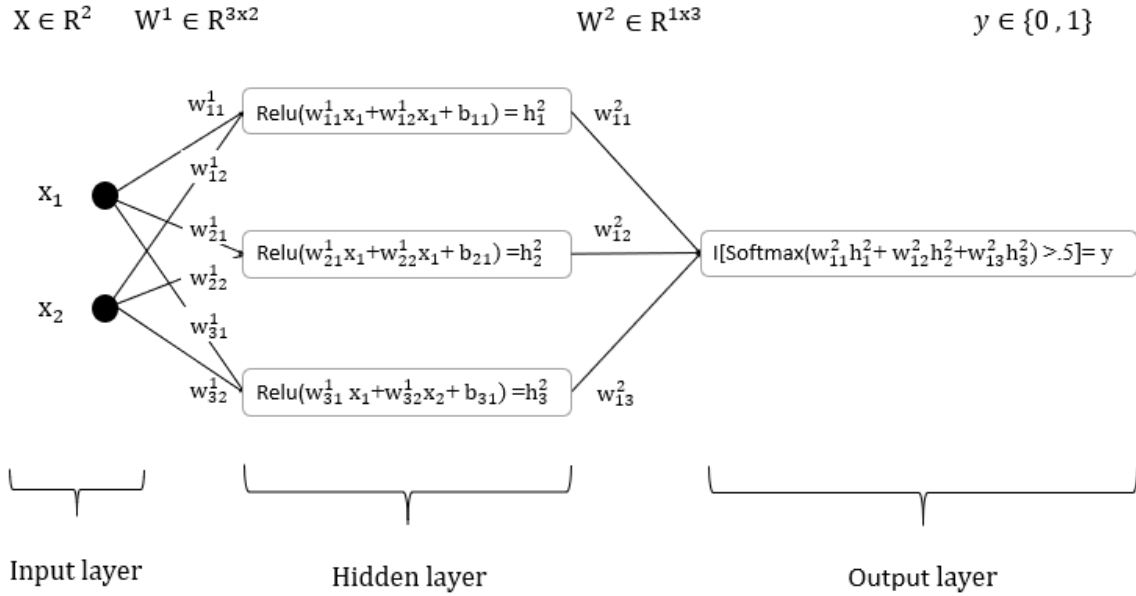 X ∈ R² W¹ ∈ R³ˣ² W² ∈ R¹ˣ³ y ∈ {0 , 1}
w¹₁₁ Relu(w¹₁₁x₁+w¹₁₂x₁+ b₁₁) = h²₁ w²₁₁
w¹₁₂
x₁
w¹₂₁ w²₁₂
Relu(w¹₂₁x₁+w¹₂₂x₁+ b₂₁) =h²₂ I[Softmax(w²₁₁h²₁+ w²₁₂h²₂+w²₁₃h²₃) >.5]= y
w¹₂₂
x₂
w¹₃₁
w¹₃₂ Relu(w¹₃₁ x₁+w¹₃₂x₂+ b₃₁) =h²₃ w²₁₃
Input layer Hidden layer Output layer